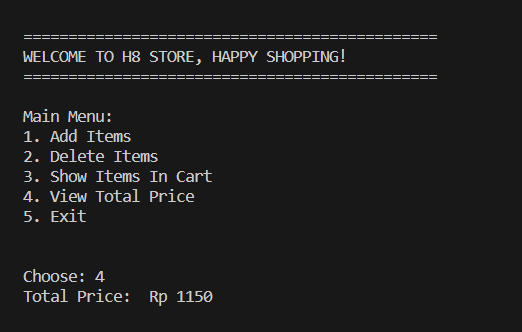 ==============================================
WELCOME TO H8 STORE, HAPPY SHOPPING!
==============================================
Main Menu:
1. Add Items
2. Delete Items
3. Show Items In Cart
4. View Total Price
5. Exit
Choose: 4
Total Price:  Rp 1150